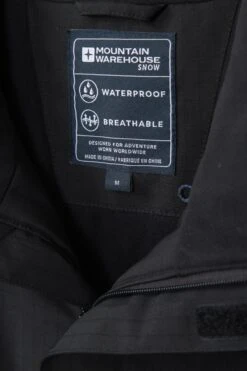 MOUNTAIN
WAREHOUSE
SNOW
WATERPROOF
BREATHABLE
DESIGNED FOR ADVENTURE
WORN WORLDWIDE
MADE IN CHINA / FABRIQUÉ EN CHINE
M